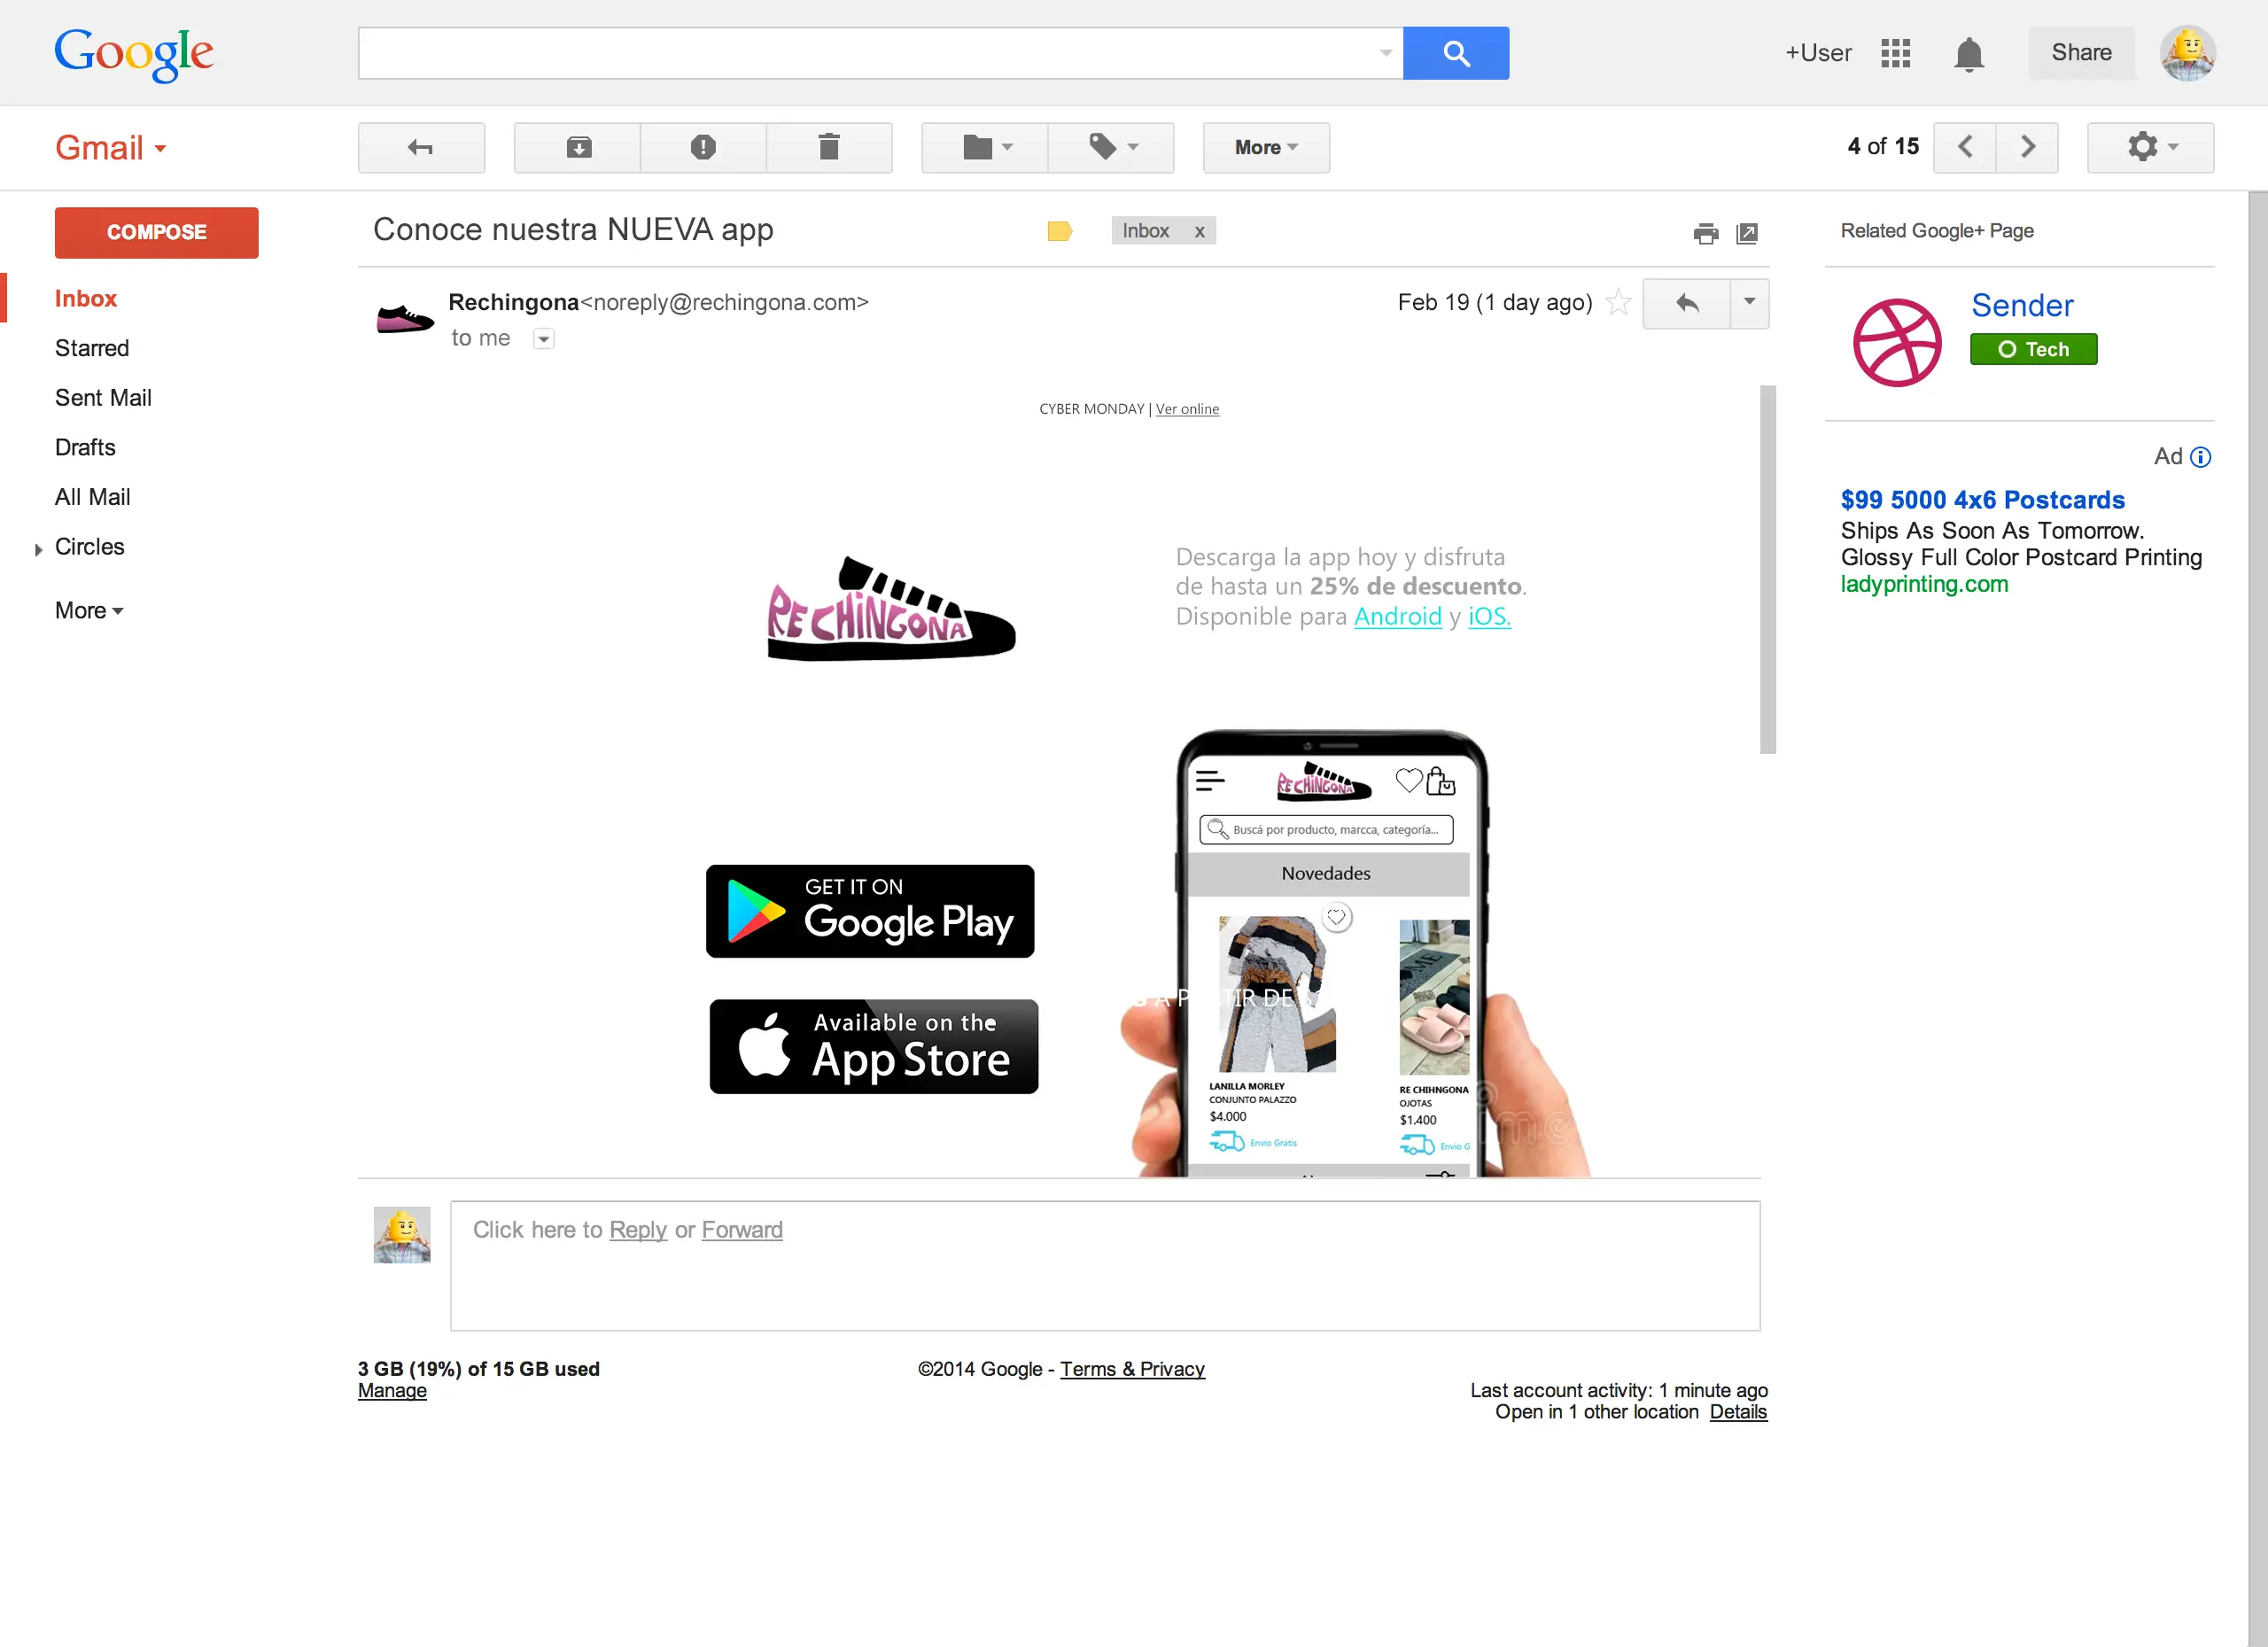 Google
+User
Share
Gmail
More
4 of 15
COMPOSE
Inbox
Starred
Sent Mail
Drafts
All Mail
Circles
More
Conoce nuestra NUEVA app
Inbox x
Rechingona<noreply@rechingona.com>
to me
Feb 19 (1 day ago)
CYBER MONDAY | Ver online
RECHINGONA
Descarga la app hoy y disfruta
de hasta un 25% de descuento.
Disponible para Android y iOS.
GET IT ON
Google Play
Available on the
App Store
RECHINGONA
Buscá por producto, marcca, categoría...
Novedades
HOME
LANILLA MORLEY
CONJUNTO PALAZZO
$4.000
Envio Gratis
RE CHIHNGONA
OJOTAS
$1.400
Envio G
Click here to Reply or Forward
3 GB (19%) of 15 GB used
Manage
©2014 Google - Terms & Privacy
Last account activity: 1 minute ago
Open in 1 other location Details
Related Google+ Page
Sender
Tech
Ad
$99 5000 4x6 Postcards
Ships As Soon As Tomorrow.
Glossy Full Color Postcard Printing
ladyprinting.com